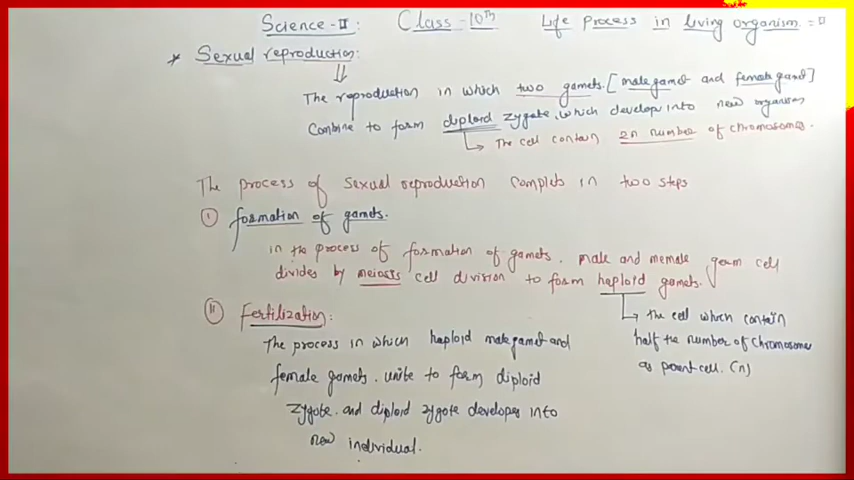 Science-II: Class-10th Life Process in living organism = II
* Sexual reproduction:
The reproduction in which two gamets. [male gamet and female gamet]
Combine to form diploid zygote, which develop into new organism
The cell contain 2n number of chromosomes.
The process of sexual reproduction complets in two steps
I formation of gamets.
in the process of formation of gamets. male and memale germ cell
divides by meiosis cell division to form haploid gamets.
The cell which contain
half the number of chromosomes
as parent cell. (n)
II Fertilization:
The process in which haploid male gamet and
female gamets. unite to form diploid
zygote. and diploid zygote developes into
new individual.